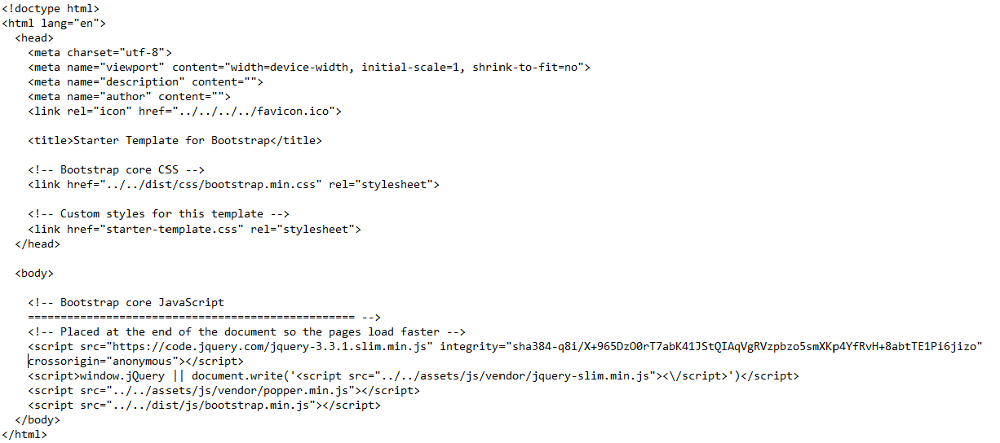 <!doctype html>
<html lang="en">
  <head>
    <meta charset="utf-8">
    <meta name="viewport" content="width=device-width, initial-scale=1, shrink-to-fit=no">
    <meta name="description" content="">
    <meta name="author" content="">
    <link rel="icon" href="../../../../favicon.ico">

    <title>Starter Template for Bootstrap</title>

    <!-- Bootstrap core CSS -->
    <link href="../../dist/css/bootstrap.min.css" rel="stylesheet">

    <!-- Custom styles for this template -->
    <link href="starter-template.css" rel="stylesheet">
  </head>

  <body>

    <!-- Bootstrap core JavaScript
    ================================================== -->
    <!-- Placed at the end of the document so the pages load faster -->
    <script src="https://code.jquery.com/jquery-3.3.1.slim.min.js" integrity="sha384-q8i/X+965DzO0rT7abK41JStQIAqVgRVzpbzo5smXKp4YfRvH+8abtTE1Pi6jizo"
    crossorigin="anonymous"></script>
    <script>window.jQuery || document.write('<script src="../../assets/js/vendor/jquery-slim.min.js"><\/script>')</script>
    <script src="../../assets/js/vendor/popper.min.js"></script>
    <script src="../../dist/js/bootstrap.min.js"></script>
  </body>
</html>